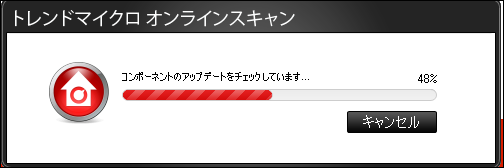 トレンドマイクロ オンラインスキャン
コンポーネントのアップデートをチェックしています...
48%
キャンセル